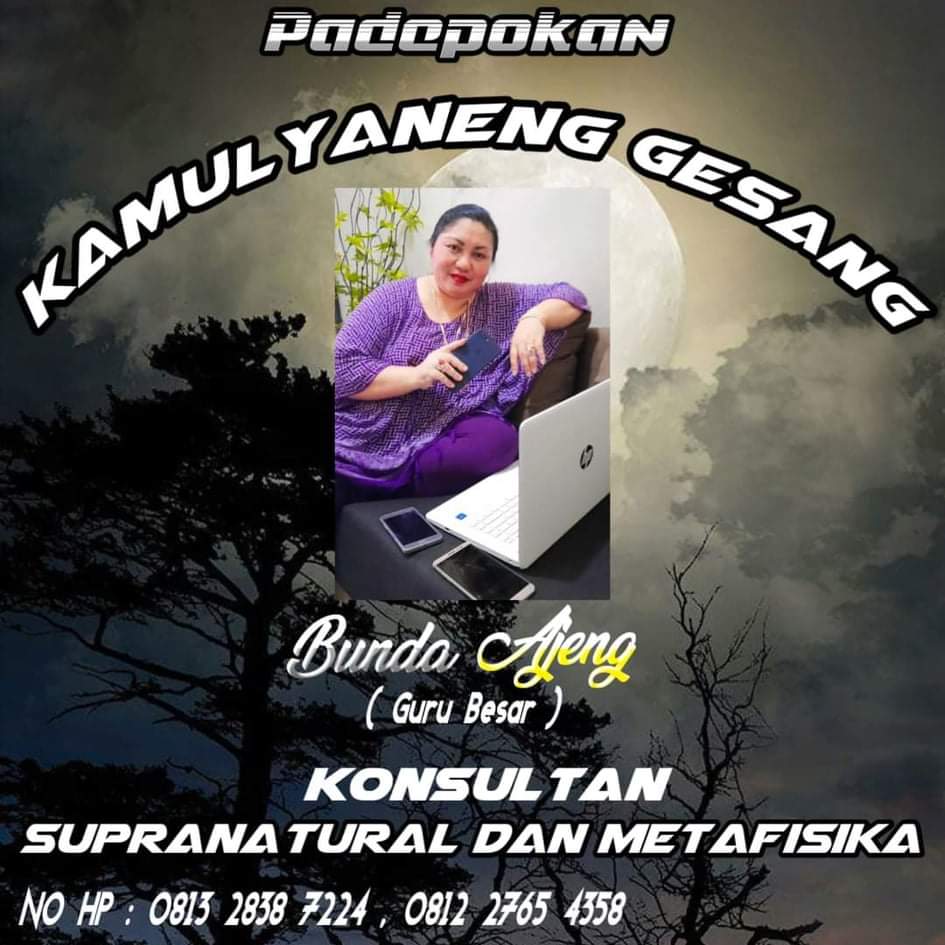 Padepokan
KAMULYANENG GESANG
hp
Bunda Ajeng
( Guru Besar )
KONSULTAN
SUPRANATURAL DAN METAFISIKA
NO HP : 0813 2838 7224 , 0812 2765 4358